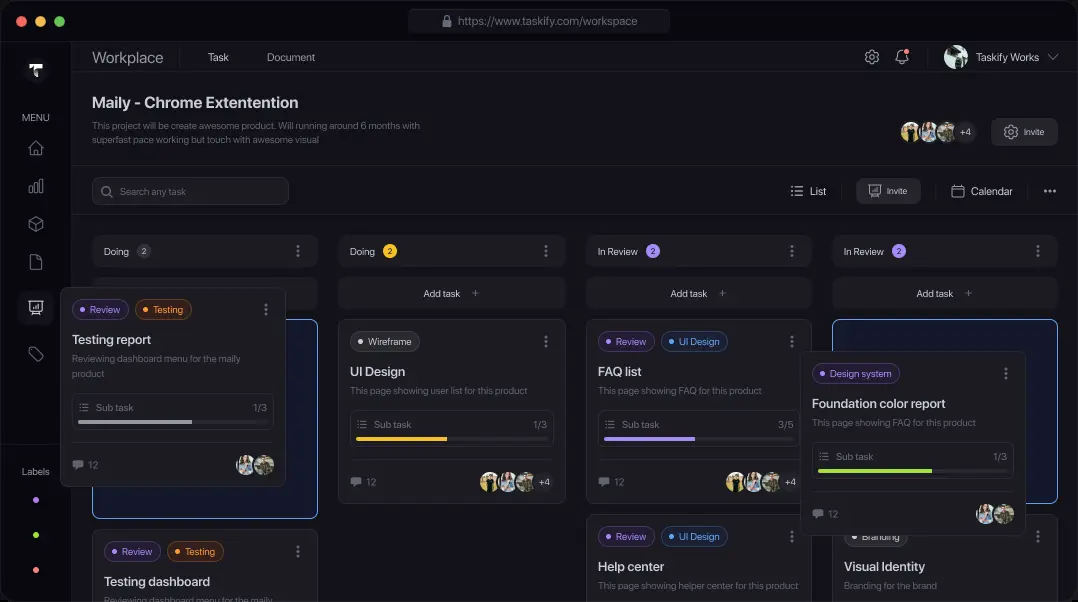 https://www.taskify.com/workspace
Workplace
Task
Document
Taskify Works
MENU
Maily - Chrome Extentention
This project will be create awesome product. Will running around 6 months with
superfast pace working but touch with awesome visual
+4
Invite
Search any task
List
Invite
Calendar
Doing 2
Doing 2
In Review 2
In Review 2
Add task +
Add task +
Add task +
Review
Testing
Testing report
Reviewing dashboard menu for the maily
product
Sub task
1/3
12
Wireframe
UI Design
This page showing user list for this product
Sub task
1/3
12
+4
Review
UI Design
FAQ list
This page showing FAQ for this product
Sub task
3/5
12
+4
Design system
Foundation color report
This page showing FAQ for this product
Sub task
1/3
12
Labels
Review
Testing
Testing dashboard
Reviewing dashboard menu for the maily
Review
UI Design
Help center
This page showing helper center for this product
Branding
Visual Identity
Branding for the brand